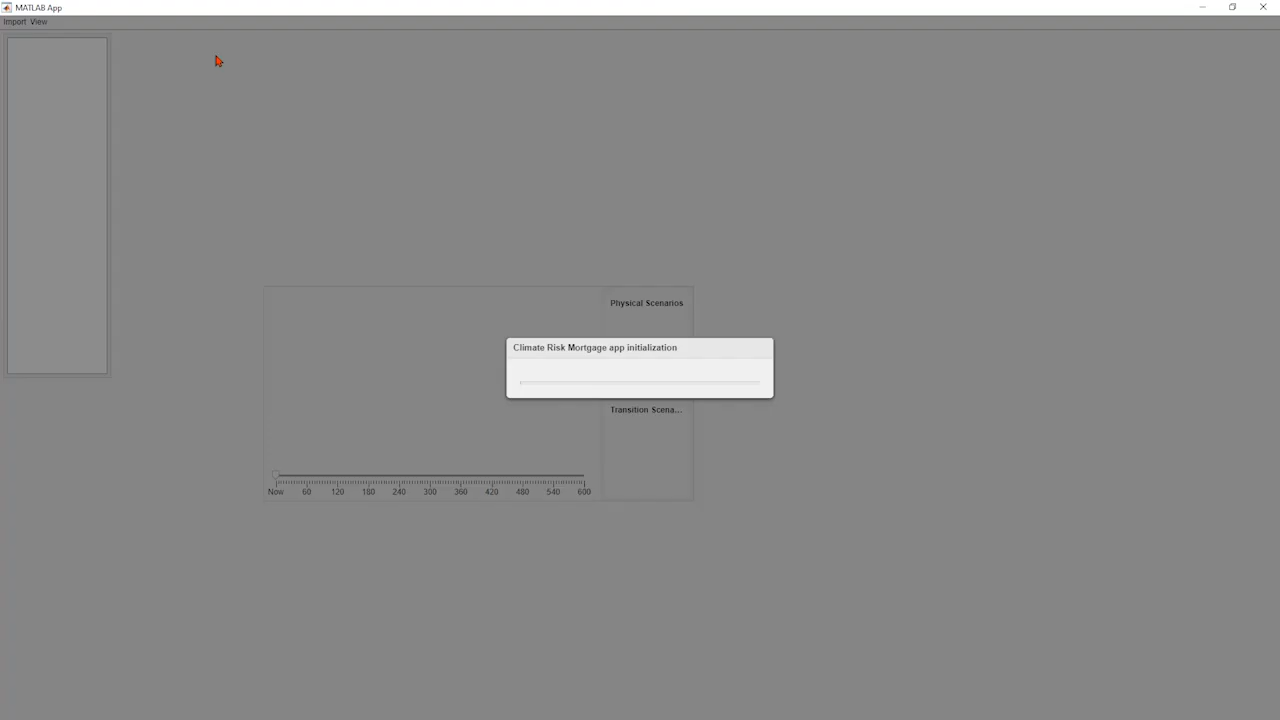 MATLAB App
Import View
Physical Scenarios
Climate Risk Mortgage app initialization
Transition Scena...
Now 60 120 180 240 300 360 420 480 540 600